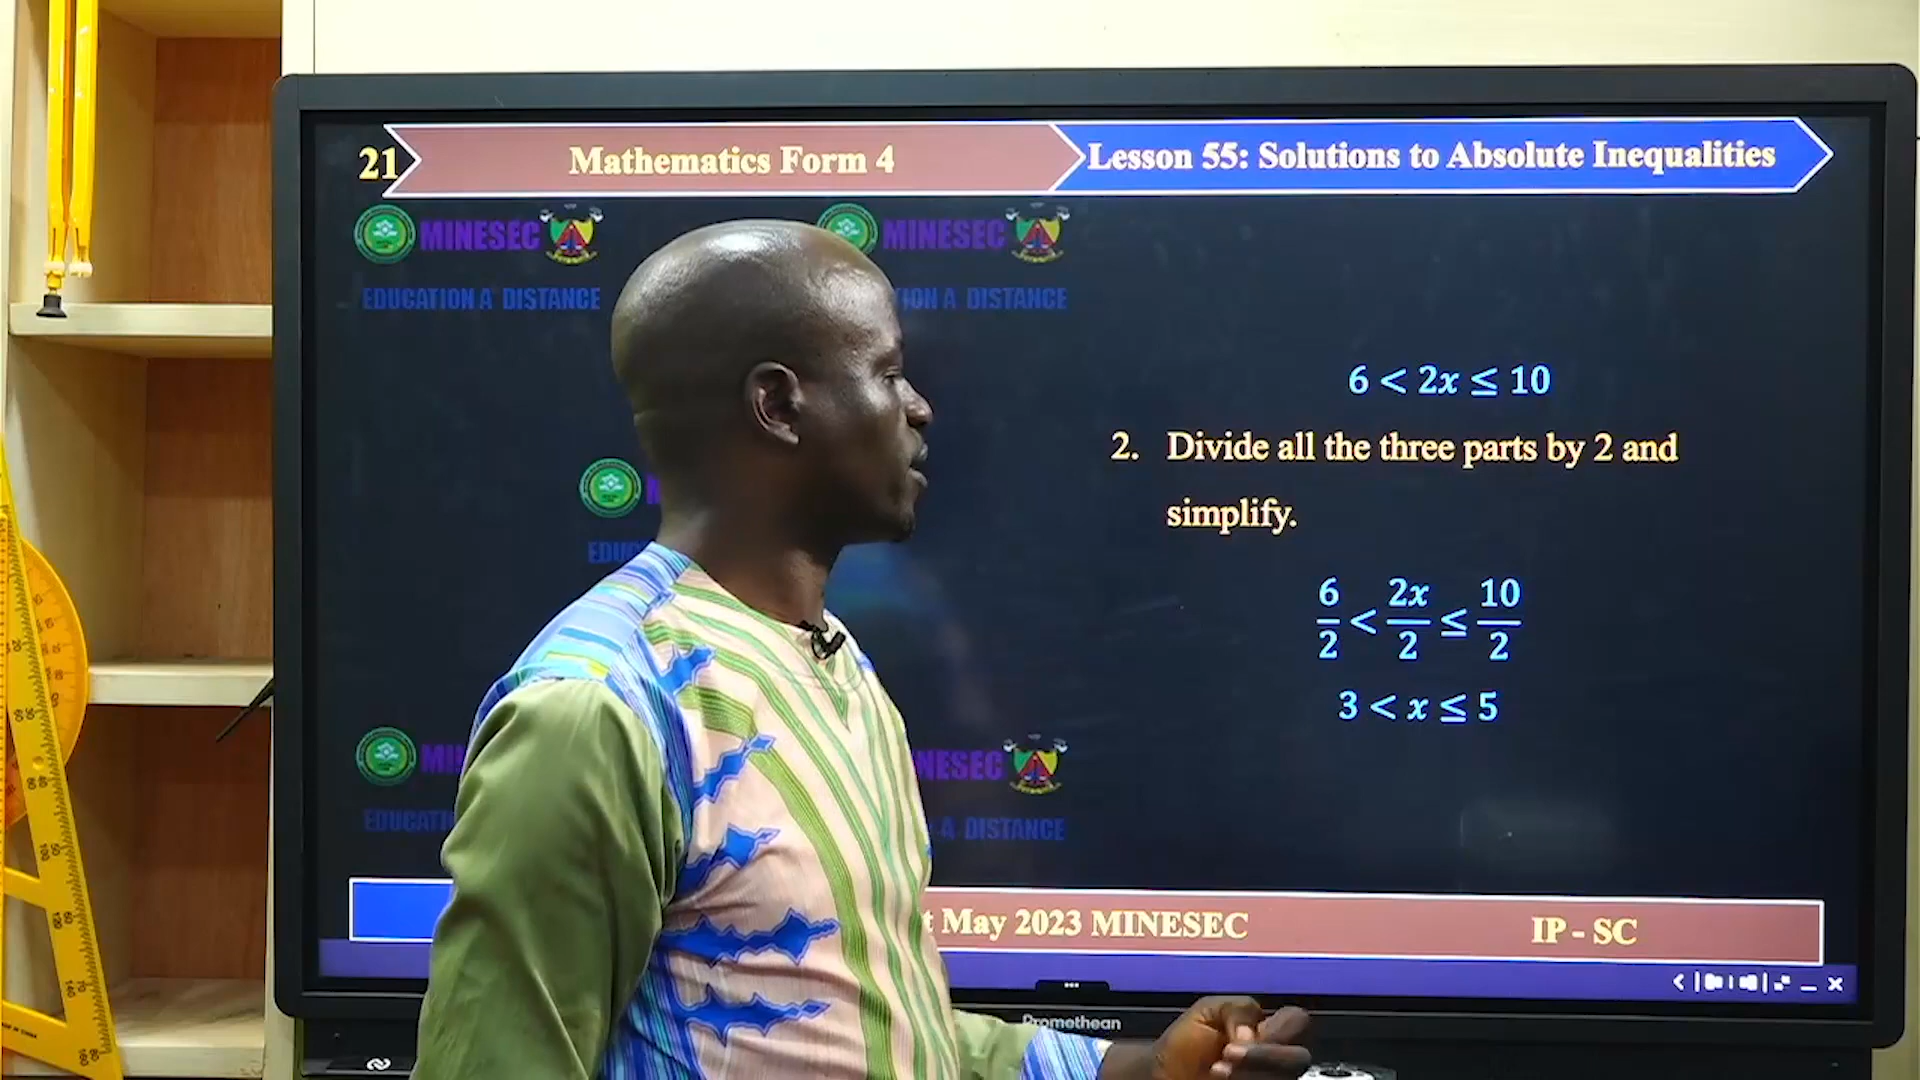 21
Mathematics Form 4
Lesson 55: Solutions to Absolute Inequalities
MINESEC
MINESEC
EDUCATION A DISTANCE
A DISTANCE
6 < 2x ≤ 10
2. Divide all the three parts by 2 and
simplify.
6/2 < 2x/2 ≤ 10/2
3 < x ≤ 5
A DISTANCE
May 2023 MINESEC
IP - SC
Promethean